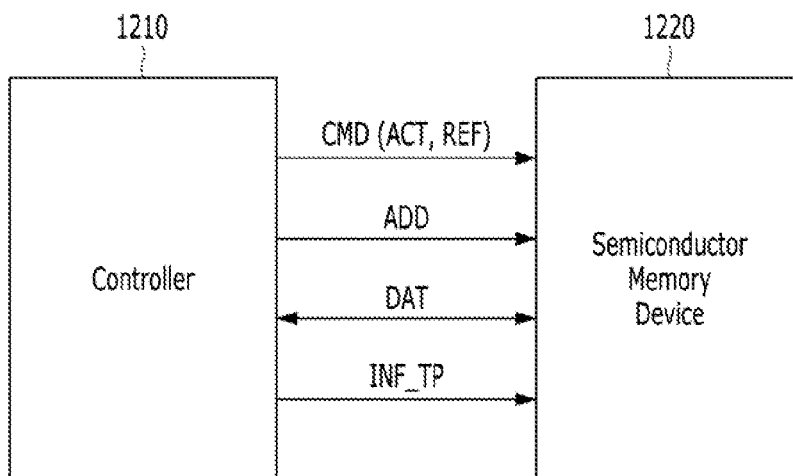 1210
1220
CMD (ACT, REF)
ADD
Controller
Semiconductor
Memory
Device
DAT
INF_TP